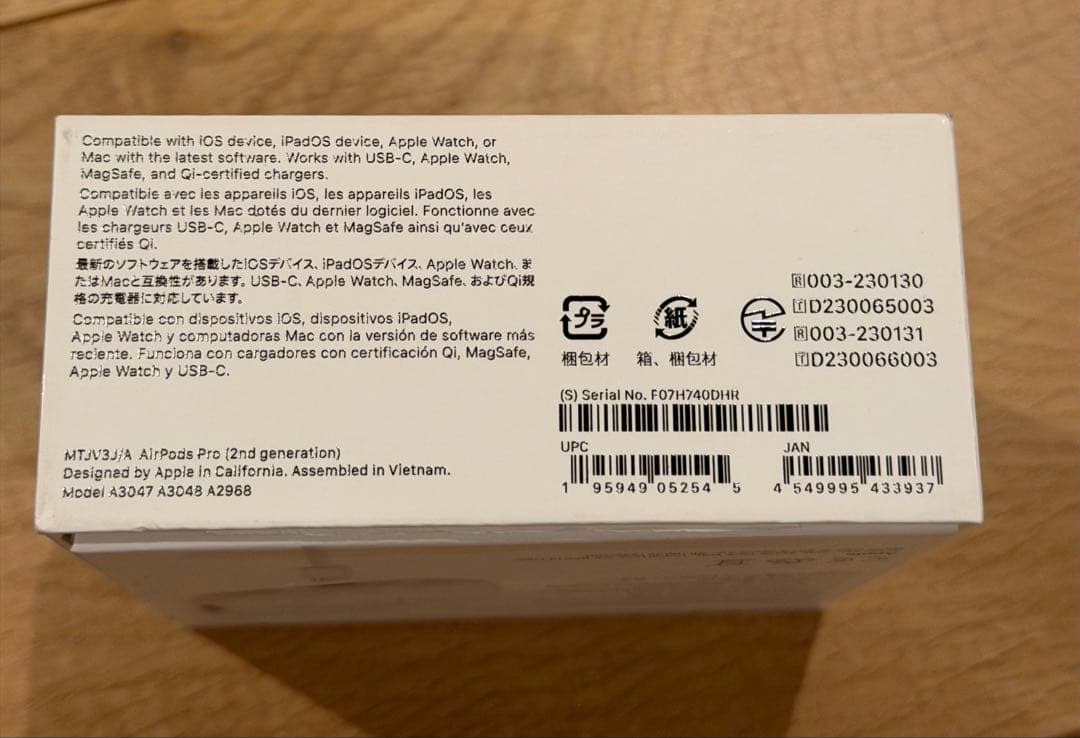 Compatible with iOS device, iPadOS device, Apple Watch, or
Mac with the latest software. Works with USB-C, Apple Watch,
MagSafe, and Qi-certified chargers.
Compatible avec les appareils iOS, les appareils iPadOS, les
Apple Watch et les Mac dotés du dernier logiciel. Fonctionne avec
les chargeurs USB-C, Apple Watch et MagSafe ainsi qu'avec ceux
certifiés Qi.
最新のソフトウェアを搭載したiOSデバイス、iPadOSデバイス、Apple Watch、ま
たはMacと互換性があります。USB-C、Apple Watch、MagSafe、およびQi規
格の充電器に対応しています。
Compatible con dispositivos iOS, dispositivos iPadOS,
Apple Watch y computadoras Mac con la versión de software más
reciente. Funciona con cargadores con certificación Qi, MagSafe,
Apple Watch y USB-C.
MTJV3J/A AirPods Pro (2nd generation)
Designed by Apple in California. Assembled in Vietnam.
Model A3047 A3048 A2968
プラ
紙
梱包材
箱、梱包材
R 003-230130
T D230065003
R 003-230131
T D230066003
(S) Serial No. F07H740DHR
UPC
1 95949 05254 5
JAN
4 549995 433937